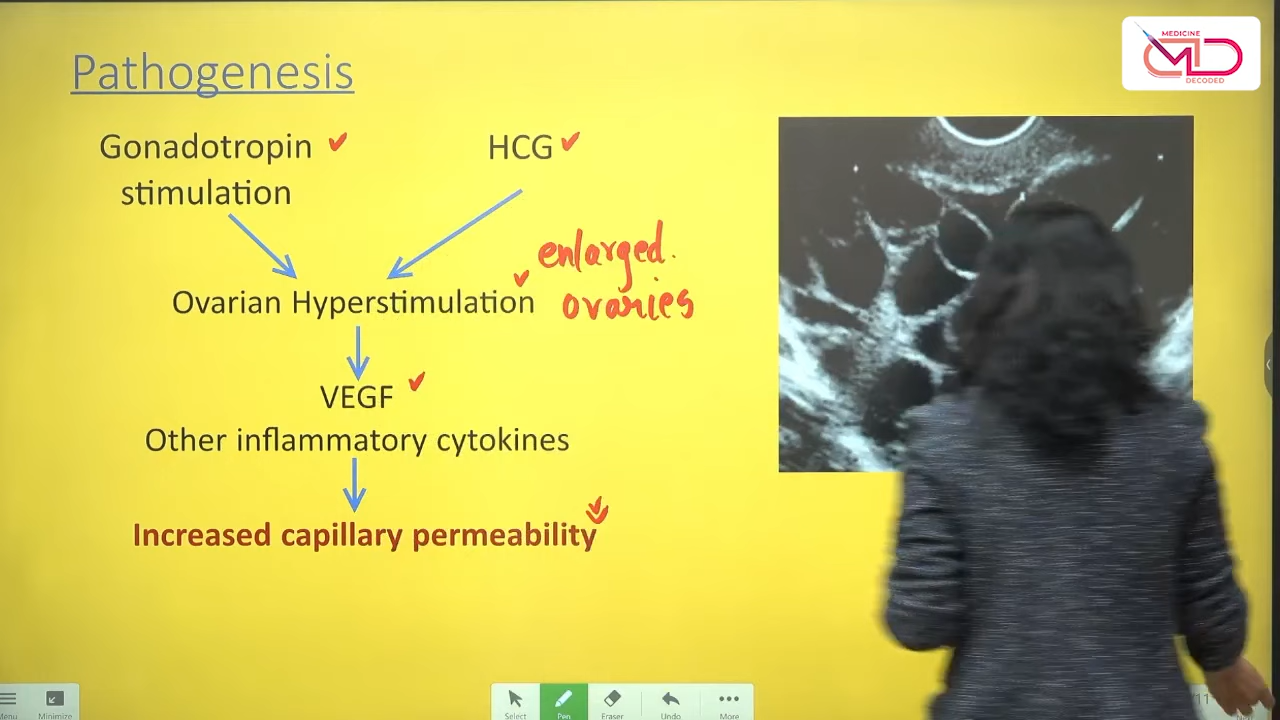 Pathogenesis
MEDICINE
MD
DECODED
Gonadotropin
stimulation
HCG
enlarged.
ovaries
Ovarian Hyperstimulation
VEGF
Other inflammatory cytokines
Increased capillary permeability
Menu
Minimize
Select
Pen
Eraser
Undo
More